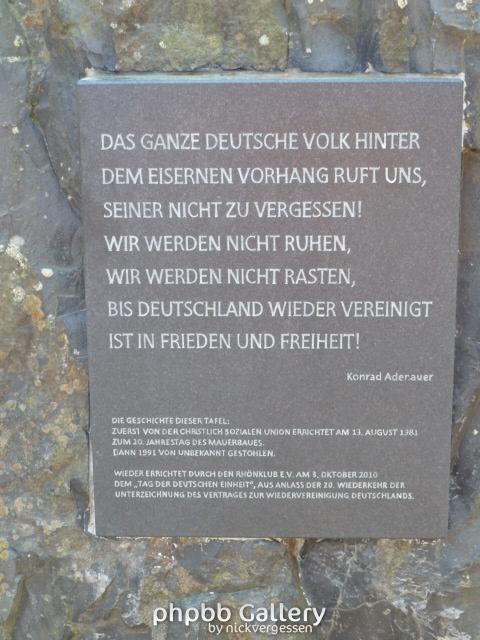 DAS GANZE DEUTSCHE VOLK HINTER
DEM EISERNEN VORHANG RUFT UNS,
SEINER NICHT ZU VERGESSEN!
WIR WERDEN NICHT RUHEN,
WIR WERDEN NICHT RASTEN,
BIS DEUTSCHLAND WIEDER VEREINIGT
IST IN FRIEDEN UND FREIHEIT!
Konrad Adenauer
DIE GESCHICHTE DIESER TAFEL:
ZUERST VON DER CHRISTLICH SOZIALEN UNION ERRICHTET AM 13. AUGUST 1981
ZUM 20. JAHRESTAG DES MAUERBAUES.
DANN 1991 VON UNBEKANNT GESTOHLEN.
WIEDER ERRICHTET DURCH DEN RHÖNKLUB E.V. AM 3. OKTOBER 2010
DEM „TAG DER DEUTSCHEN EINHEIT", AUS ANLASS DER 20. WIEDERKEHR DER
UNTERZEICHNUNG DES VERTRAGES ZUR WIEDERVEREINIGUNG DEUTSCHLANDS.
phpbb Gallery
by nickvergessen